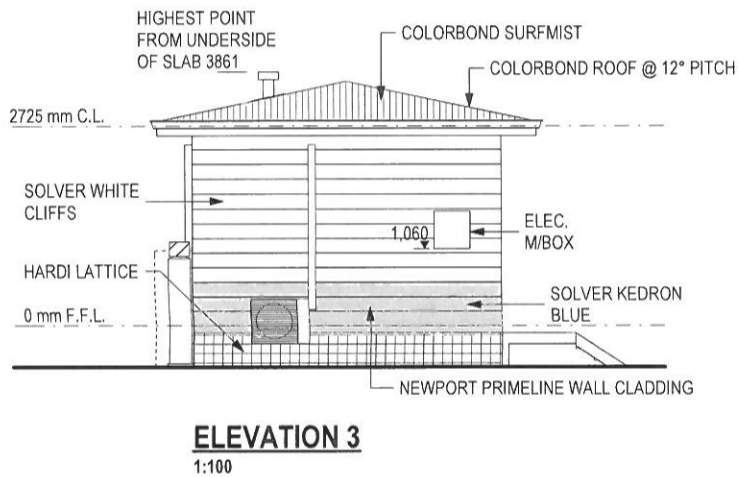 HIGHEST POINT
FROM UNDERSIDE
OF SLAB 3861
COLORBOND SURFMIST
COLORBOND ROOF @ 12° PITCH
2725 mm C.L.
SOLVER WHITE
CLIFFS
1,060
ELEC.
M/BOX
HARDI LATTICE
SOLVER KEDRON
BLUE
0 mm F.F.L.
NEWPORT PRIMELINE WALL CLADDING
ELEVATION 3
1:100